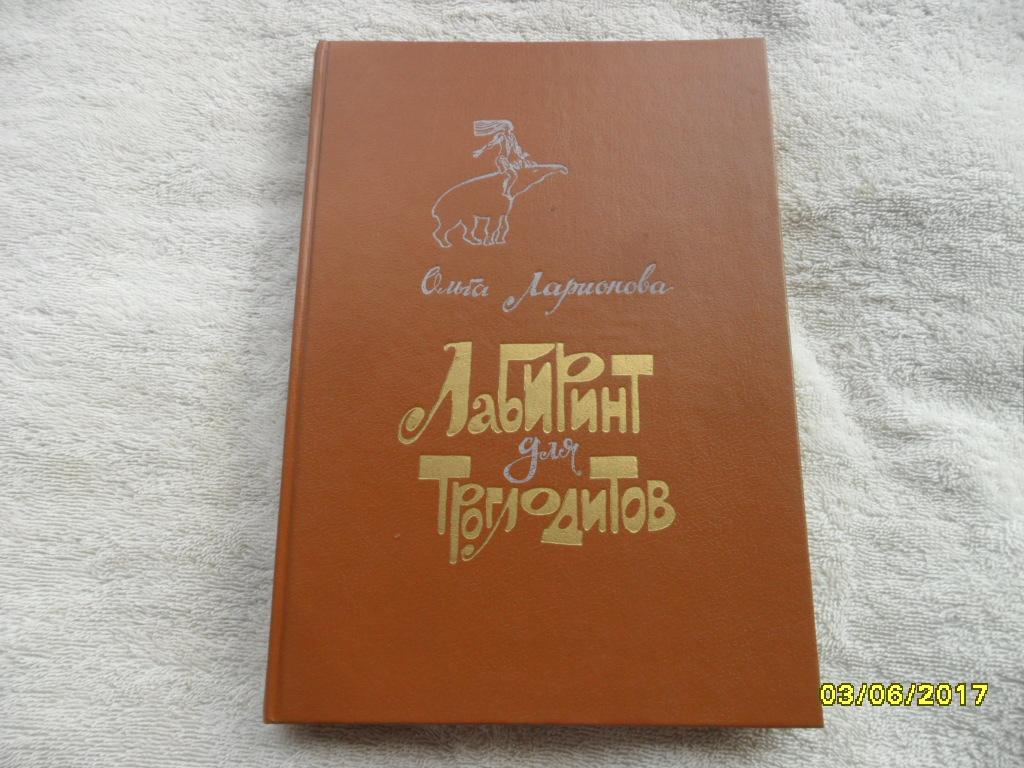 Ольга Ларионова
Лабиринт
для
Троглодитов
03/06/2017